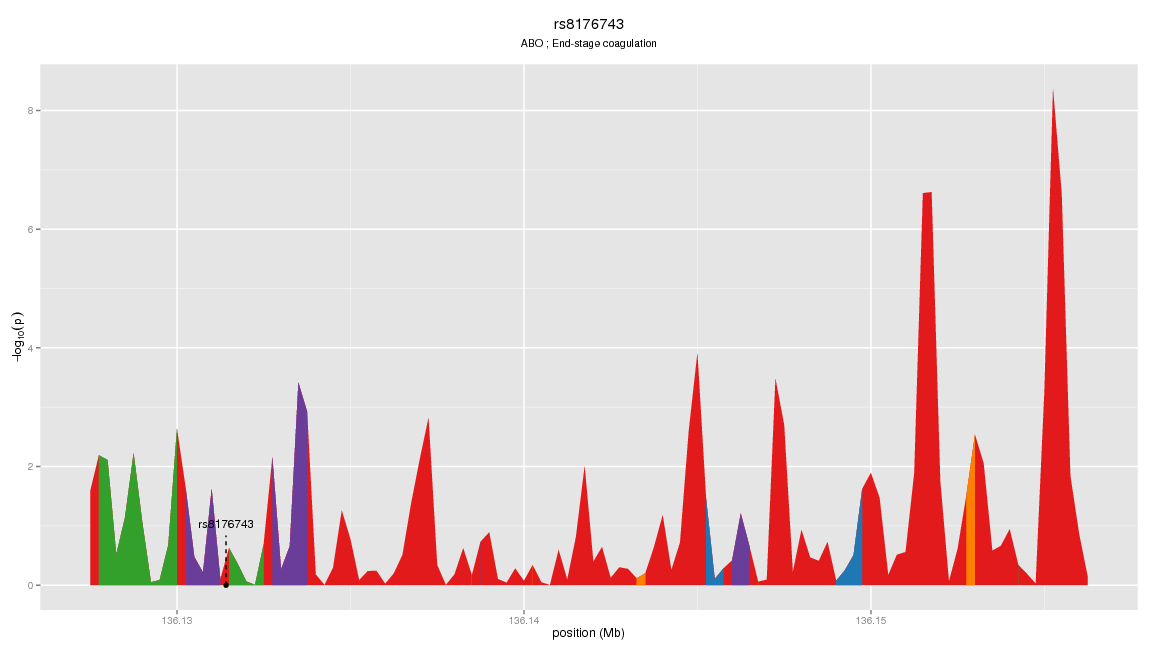 rs8176743
ABO ; End-stage coagulation
−log10(p)
8
6
4
2
0
rs8176743
136.13
136.14
136.15
position (Mb)